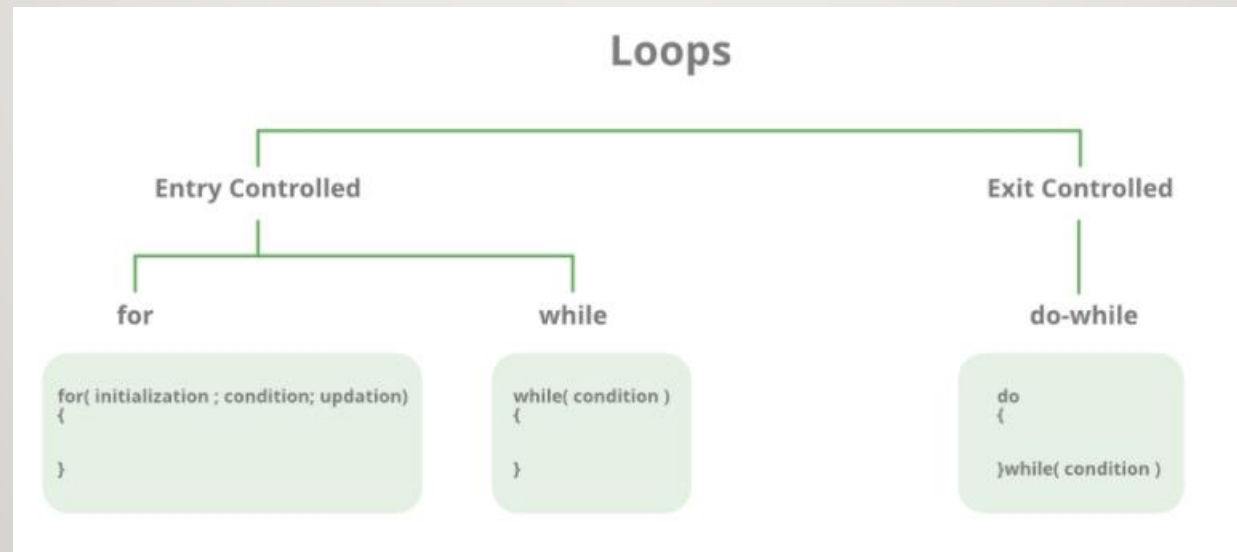 Loops
Entry Controlled
Exit Controlled
for
while
do-while
for( initialization ; condition; updation)
{
}
while( condition )
{
}
do
{
}while( condition )